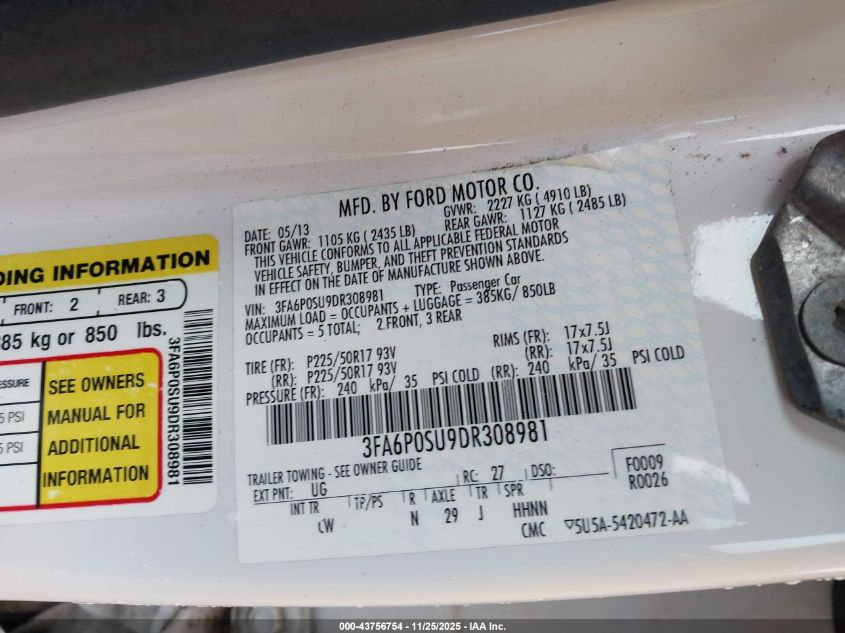 MFD. BY FORD MOTOR CO.
DATE: 05/13 GVWR: 2227 KG ( 4910 LB)
FRONT GAWR: 1105 KG ( 2435 LB) REAR GAWR: 1127 KG ( 2485 LB)
THIS VEHICLE CONFORMS TO ALL APPLICABLE FEDERAL MOTOR
VEHICLE SAFETY, BUMPER, AND THEFT PREVENTION STANDARDS
IN EFFECT ON THE DATE OF MANUFACTURE SHOWN ABOVE.
VIN: 3FA6P0SU9DR308981 TYPE: Passenger Car
MAXIMUM LOAD = OCCUPANTS + LUGGAGE = 385KG/ 850LB
OCCUPANTS = 5 TOTAL; 2 FRONT, 3 REAR
TIRE (FR): P225/50R17 93V RIMS (FR): 17x7.5J
(RR): P225/50R17 93V (RR): 17x7.5J
PRESSURE (FR): 240 kPa/ 35 PSI COLD (RR): 240 kPa/ 35 PSI COLD
3FA6P0SU9DR308981
TRAILER TOWING - SEE OWNER GUIDE
EXT PNT: UG RC: 27 DSO: F0009
R0026
INT TR TP/PS R AXLE TR SPR
CW N 29 J HHNN
CMC ▽5U5A-5420472-AA
DING INFORMATION
FRONT: 2 REAR: 3
385 kg or 850 lbs.
3FA6P0SU9DR308981
ESSURE
5 PSI
5 PSI
SEE OWNERS
MANUAL FOR
ADDITIONAL
INFORMATION
000-43756754 | 11/25/2025 - IAA Inc.